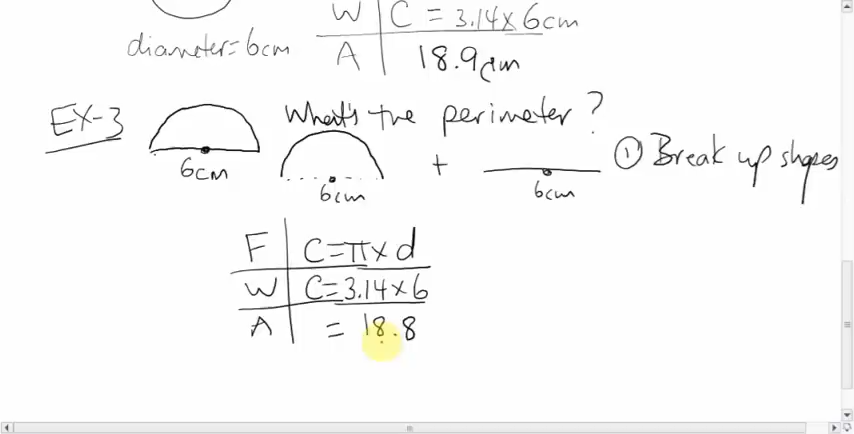 W | C = 3.14 x 6cm
diameter=6cm
A | 18.9cm
EX-3 What's the perimeter?
6cm 6cm + 6cm ① Break up shapes
F | C=π x d
W | C=3.14 x 6
A | = 18.8